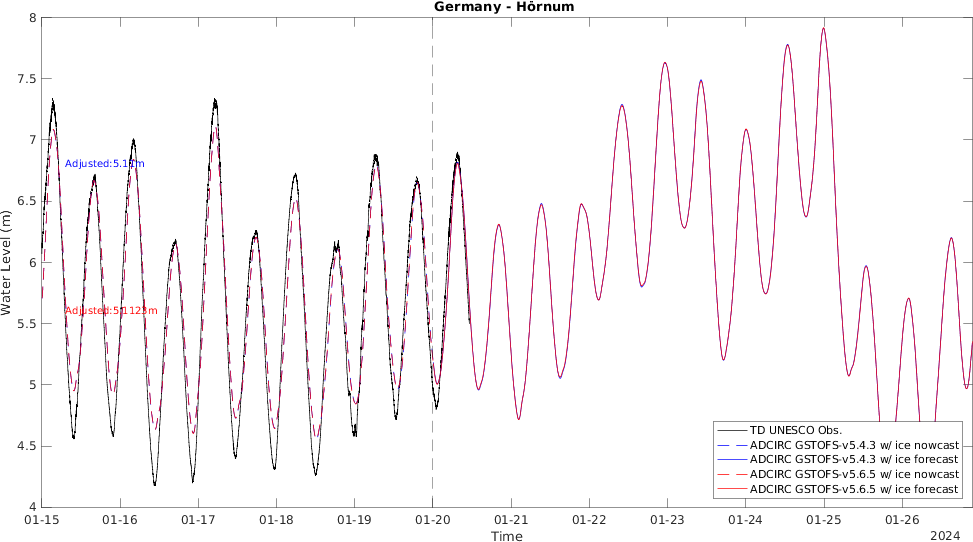 Germany - Hörnum
8
7.5
7
6.5
6
5.5
5
4.5
4
Water Level (m)
Adjusted:5.1123m
TD UNESCO Obs.
ADCIRC GSTOFS-v5.4.3 w/ ice nowcast
ADCIRC GSTOFS-v5.4.3 w/ ice forecast
ADCIRC GSTOFS-v5.6.5 w/ ice nowcast
ADCIRC GSTOFS-v5.6.5 w/ ice forecast
01-15 01-16 01-17 01-18 01-19 01-20 01-21 01-22 01-23 01-24 01-25 01-26
Time
2024